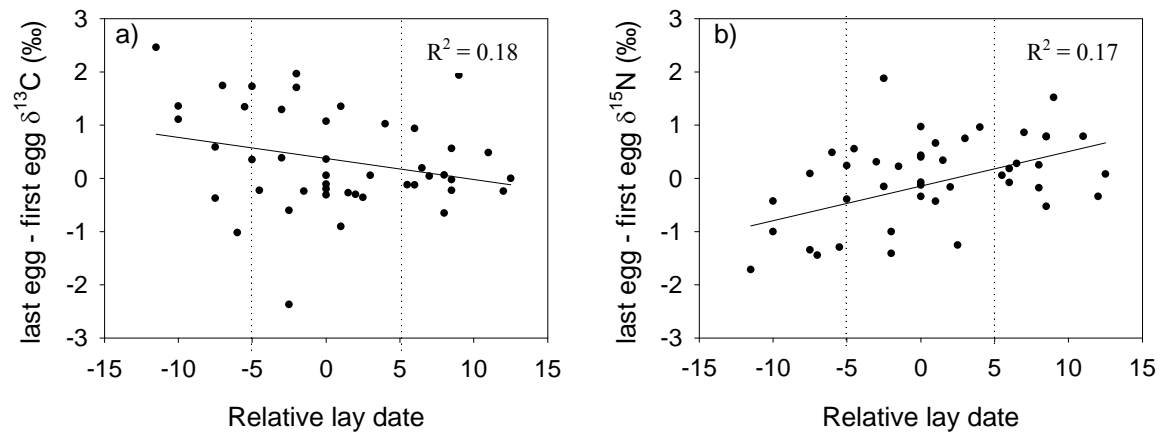 a)
R² = 0.18
last egg - first egg δ¹³C (‰)
3
2
1
0
-1
-2
-3
-15 -10 -5 0 5 10 15
Relative lay date
b)
R² = 0.17
last egg - first egg δ¹⁵N (‰)
3
2
1
0
-1
-2
-3
-15 -10 -5 0 5 10 15
Relative lay date